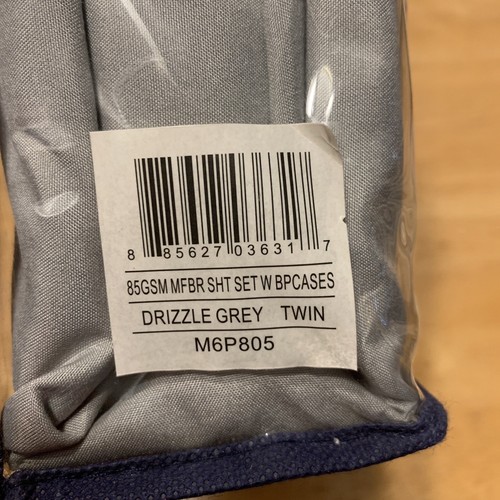 8 85627 03631 7
85GSM MFBR SHT SET W BPCASES
DRIZZLE GREY TWIN
M6P805